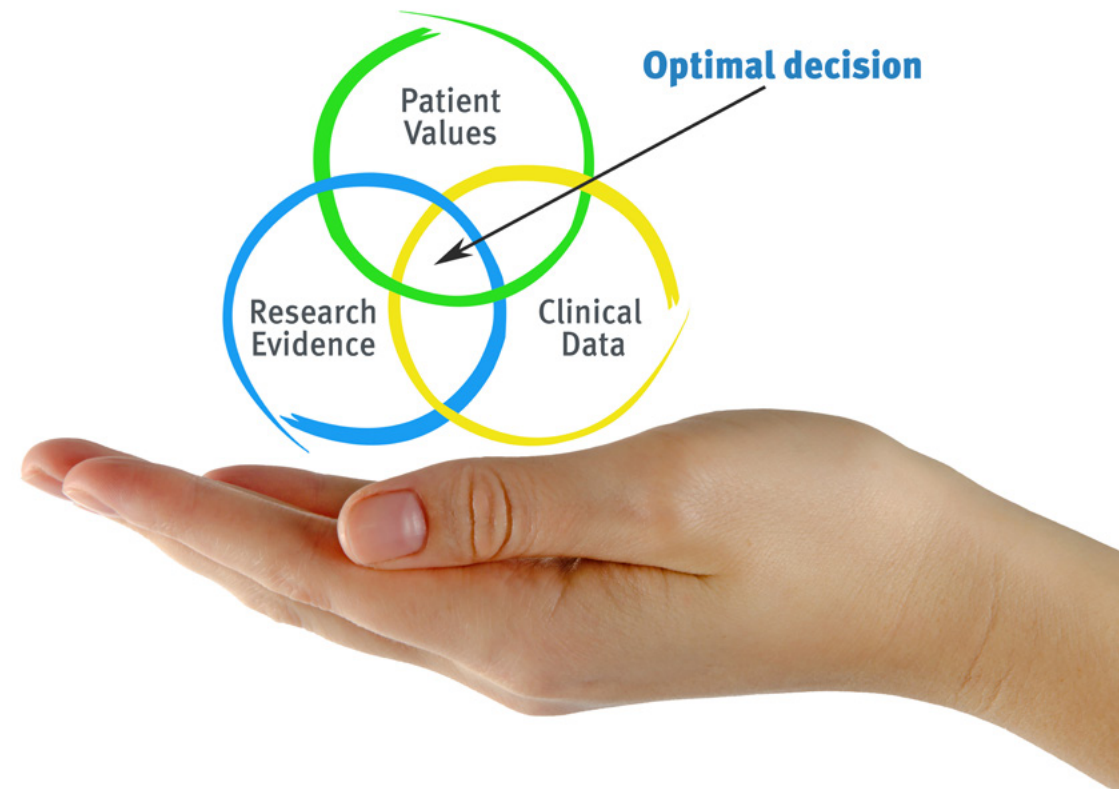 Optimal decision
Patient
Values
Research
Evidence
Clinical
Data